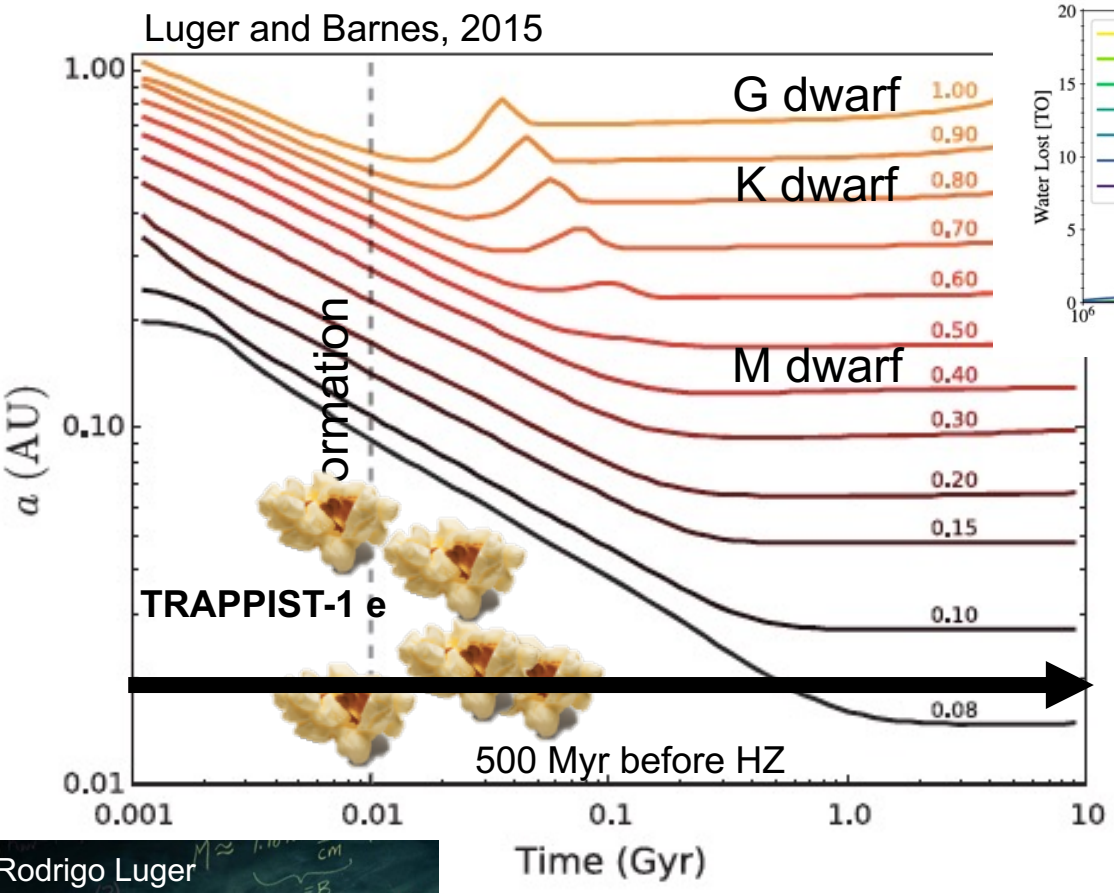 Luger and Barnes, 2015
1.00
0.10
0.01
a (AU)
G dwarf
1.00
0.90
K dwarf
0.80
0.70
0.60
0.50
M dwarf
0.40
0.30
0.20
0.15
0.10
0.08
ormation
TRAPPIST-1 e
500 Myr before HZ
0.001
0.01
0.1
1.0
10
Time (Gyr)
20
15
10
5
0
Water Lost [TO]
10⁶
Rodrigo Luger
cm